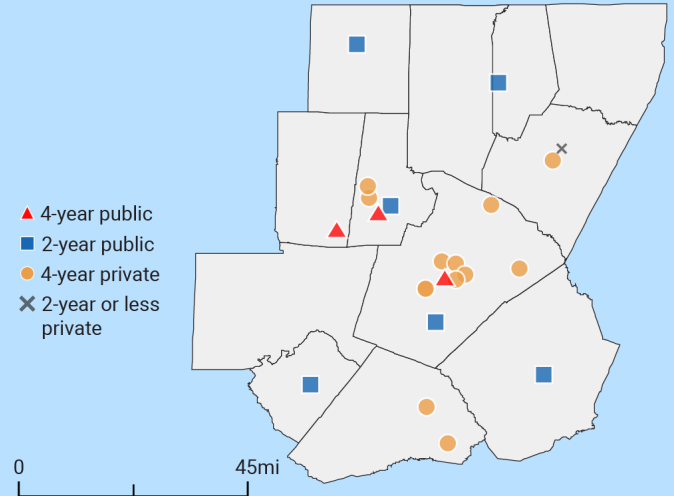 4-year public
2-year public
4-year private
2-year or less
private
0
45mi